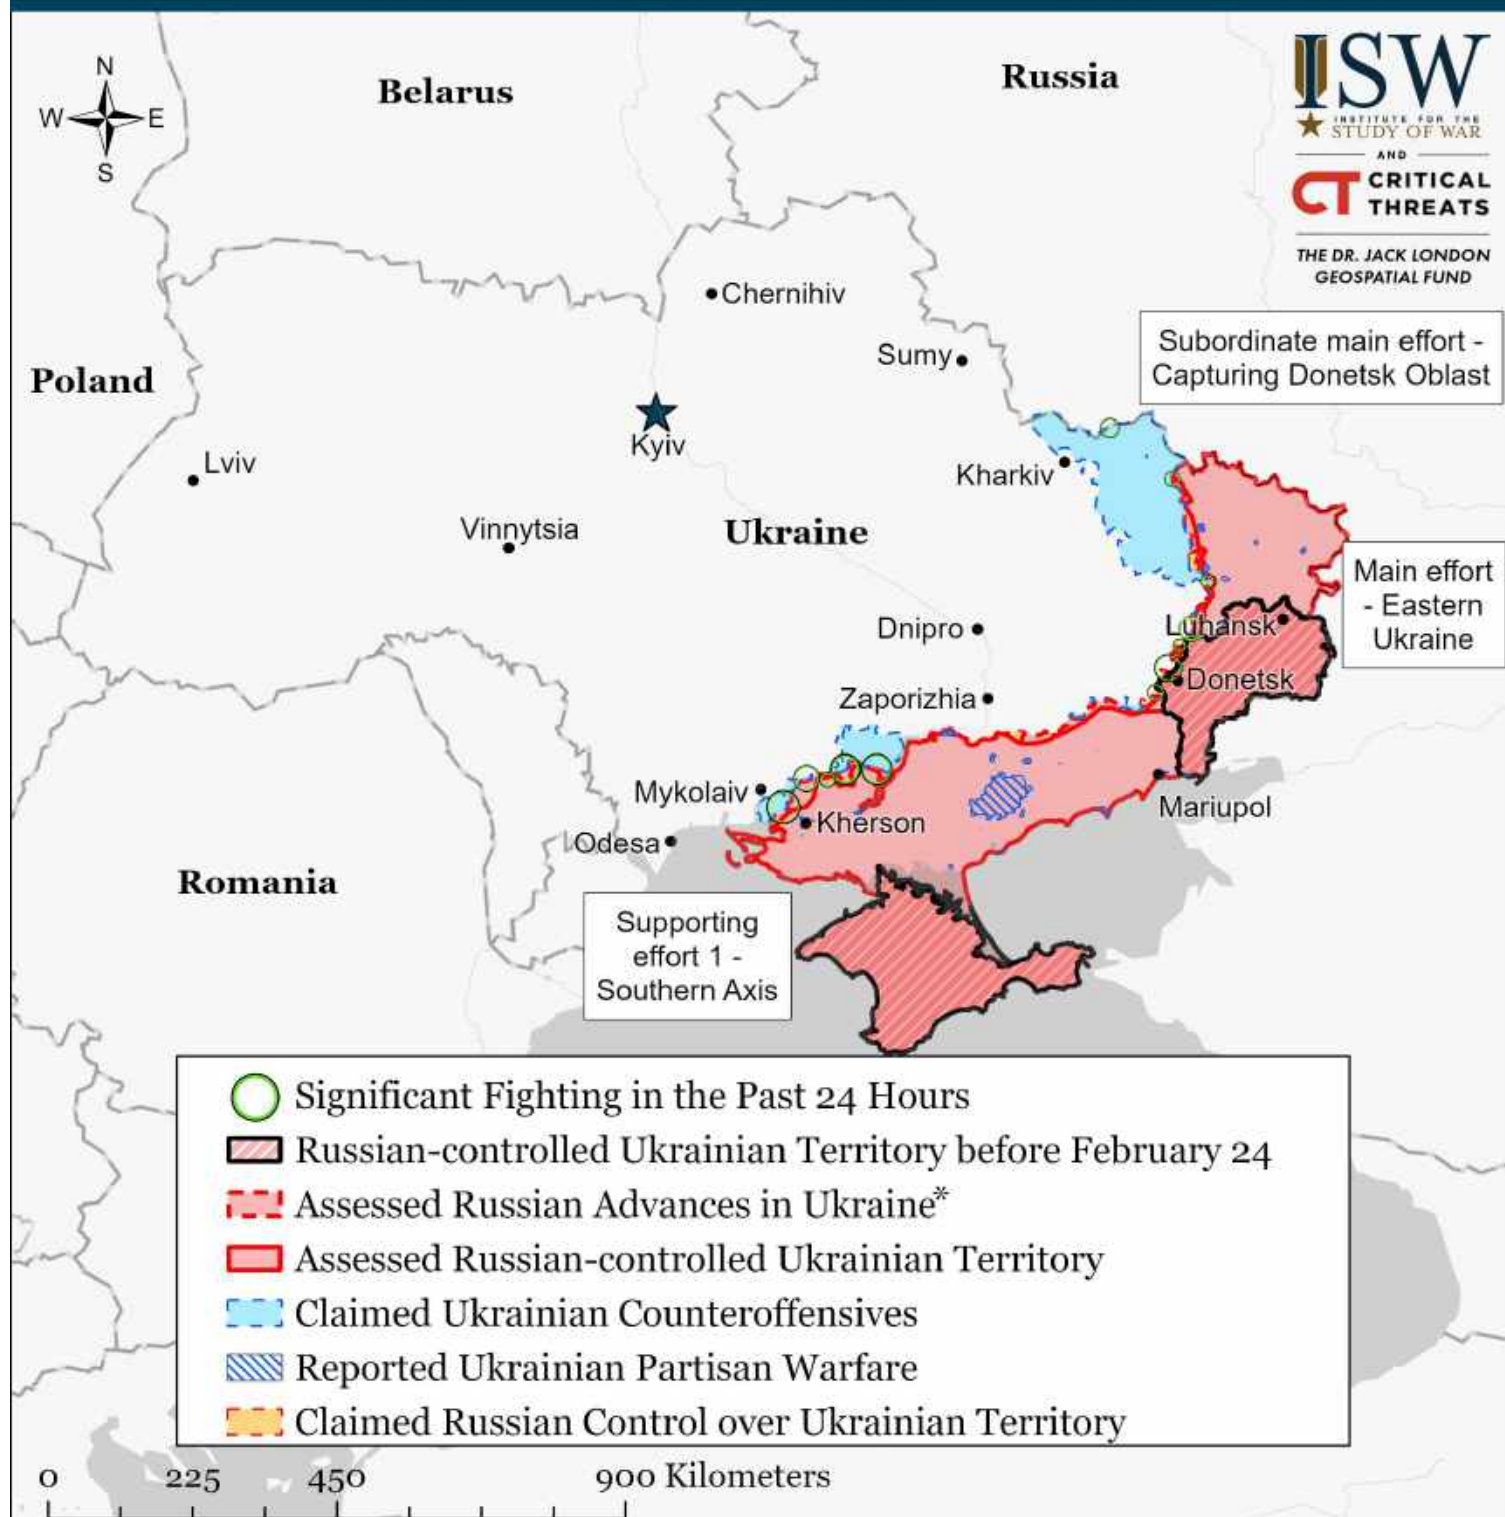 N
W E
S
Belarus
Russia
ISW
INSTITUTE FOR THE
STUDY OF WAR
AND
CT CRITICAL
THREATS
THE DR. JACK LONDON
GEOSPATIAL FUND
Chernihiv
Sumy
Subordinate main effort -
Capturing Donetsk Oblast
Poland
Kyiv
Lviv
Kharkiv
Vinnytsia
Ukraine
Main effort
- Eastern
Ukraine
Dnipro
Luhansk
Donetsk
Zaporizhia
Mykolaiv
Mariupol
Kherson
Odesa
Romania
Supporting
effort 1 -
Southern Axis
Significant Fighting in the Past 24 Hours
Russian-controlled Ukrainian Territory before February 24
Assessed Russian Advances in Ukraine*
Assessed Russian-controlled Ukrainian Territory
Claimed Ukrainian Counteroffensives
Reported Ukrainian Partisan Warfare
Claimed Russian Control over Ukrainian Territory
0 225 450 900 Kilometers